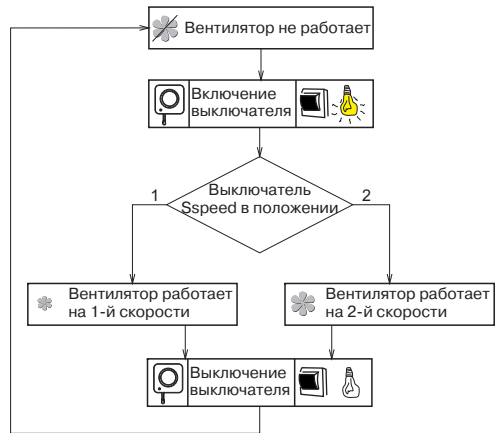 Вентилятор не работает
Включение
выключателя
Выключатель
Sspeed в положении
1
2
Вентилятор работает
на 1-й скорости
Вентилятор работает
на 2-й скорости
Выключение
выключателя